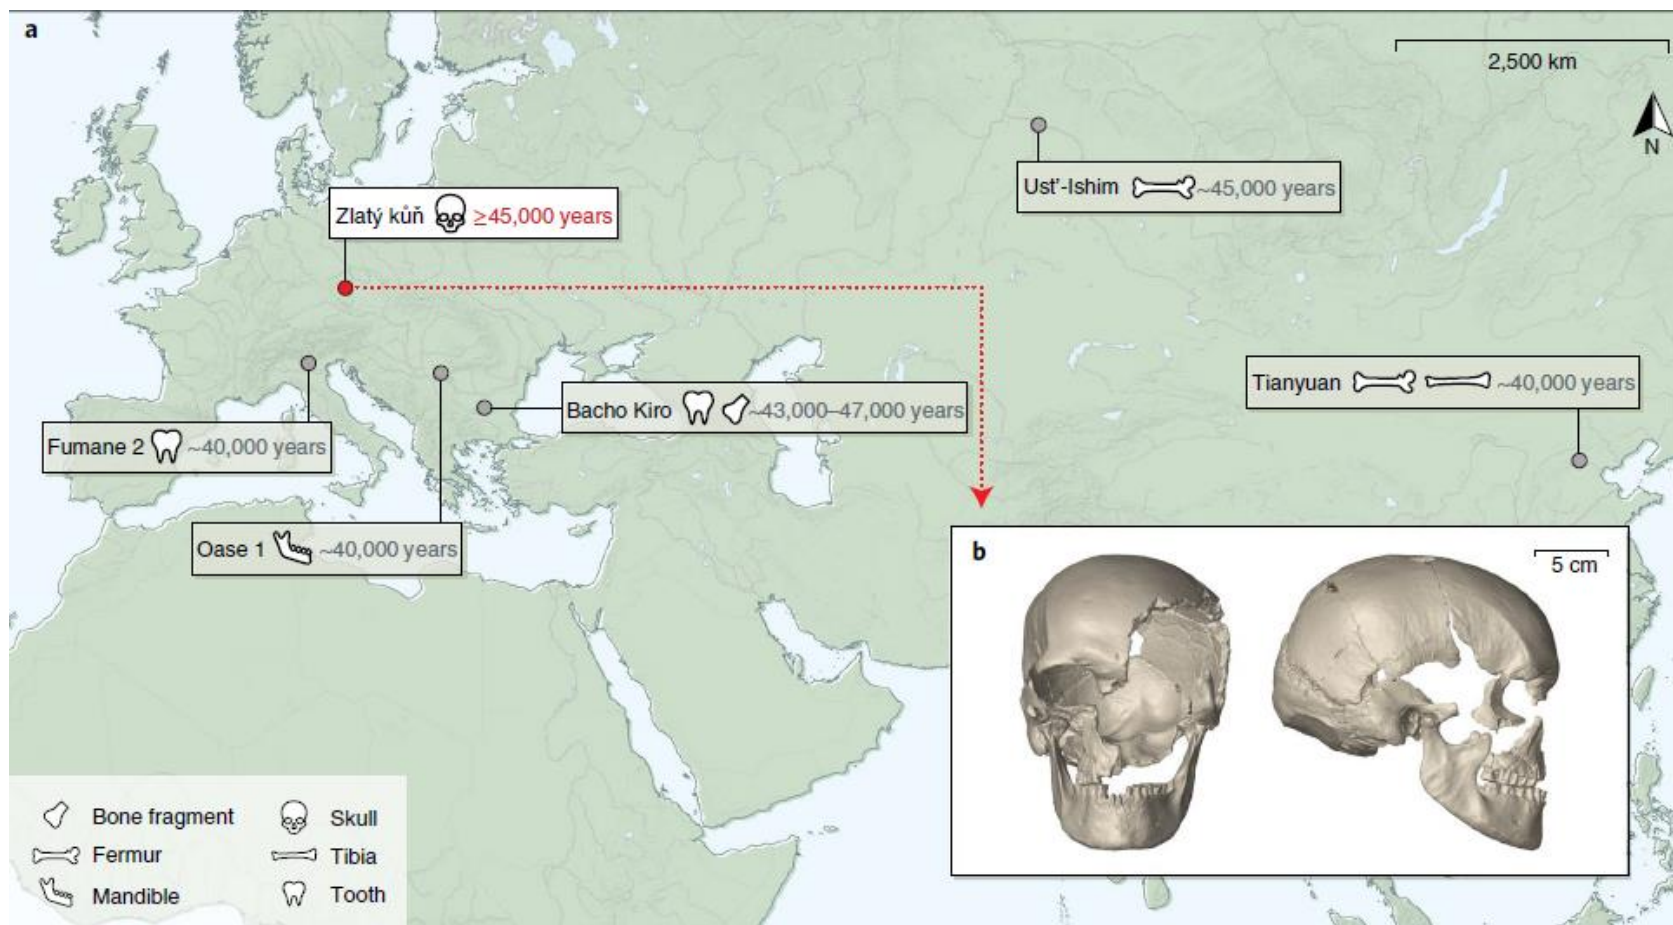 a
2,500 km
N
Ust'-Ishim ~45,000 years
Zlatý kůň ≥45,000 years
Tianyuan ~40,000 years
Bacho Kiro ~43,000–47,000 years
Fumane 2 ~40,000 years
Oase 1 ~40,000 years
b
5 cm
Bone fragment
Skull
Fermur
Tibia
Mandible
Tooth